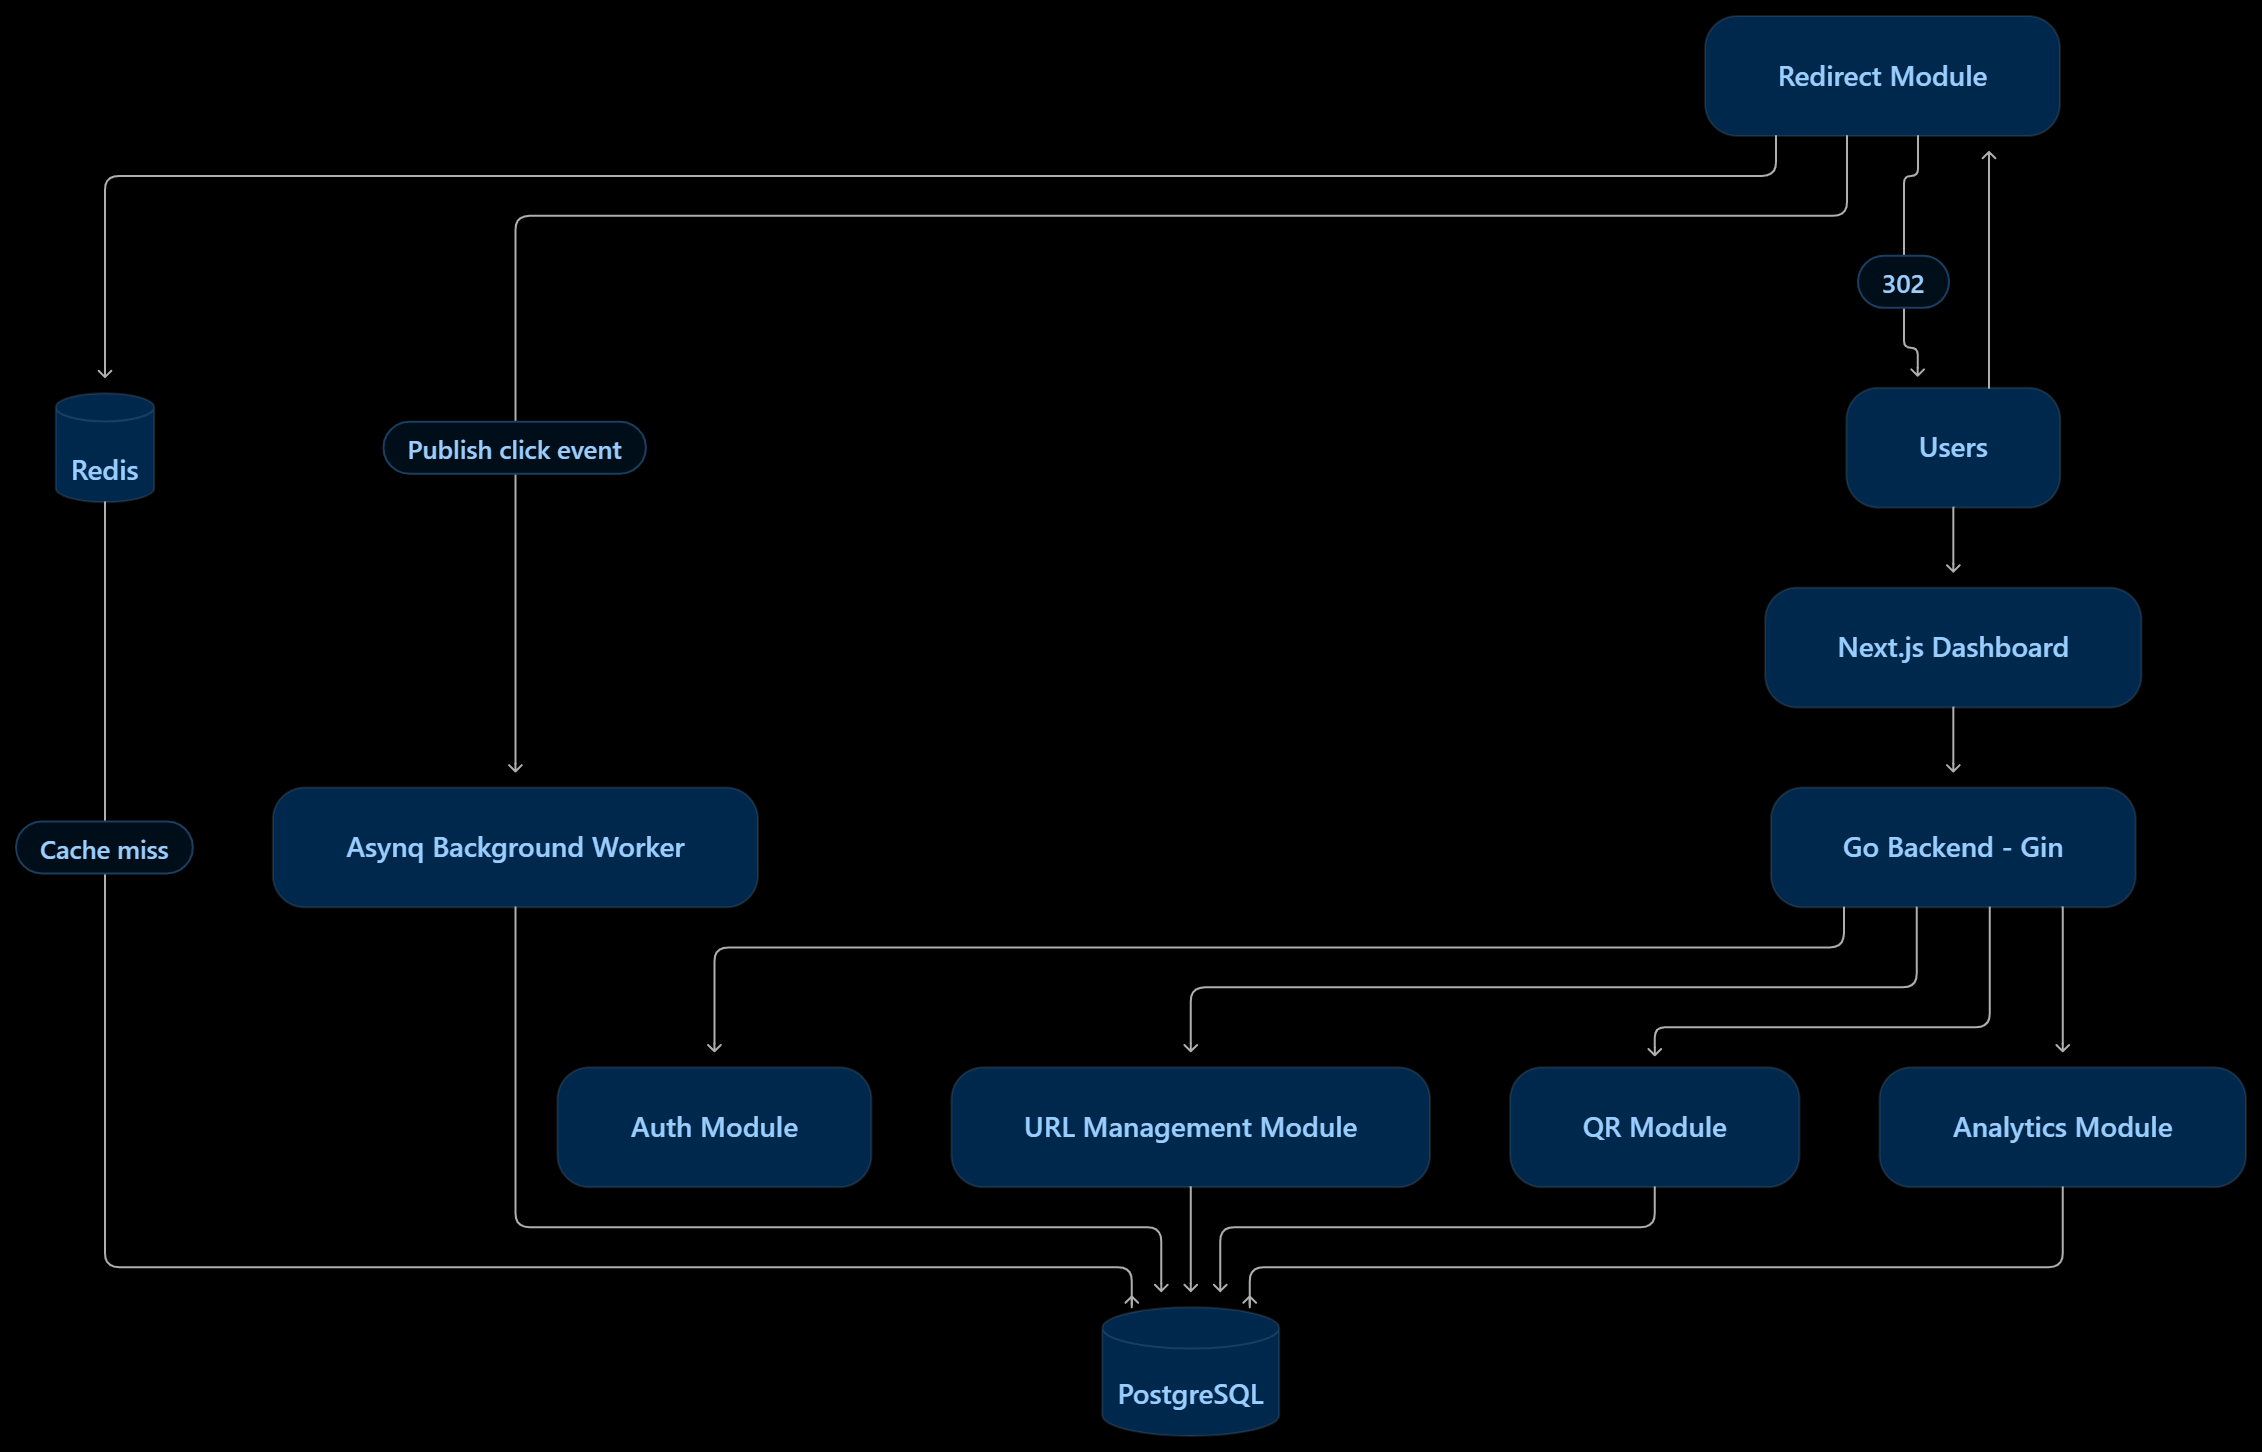 Redirect Module
302
Redis
Publish click event
Users
Next.js Dashboard
Cache miss
Asynq Background Worker
Go Backend - Gin
Auth Module
URL Management Module
QR Module
Analytics Module
PostgreSQL